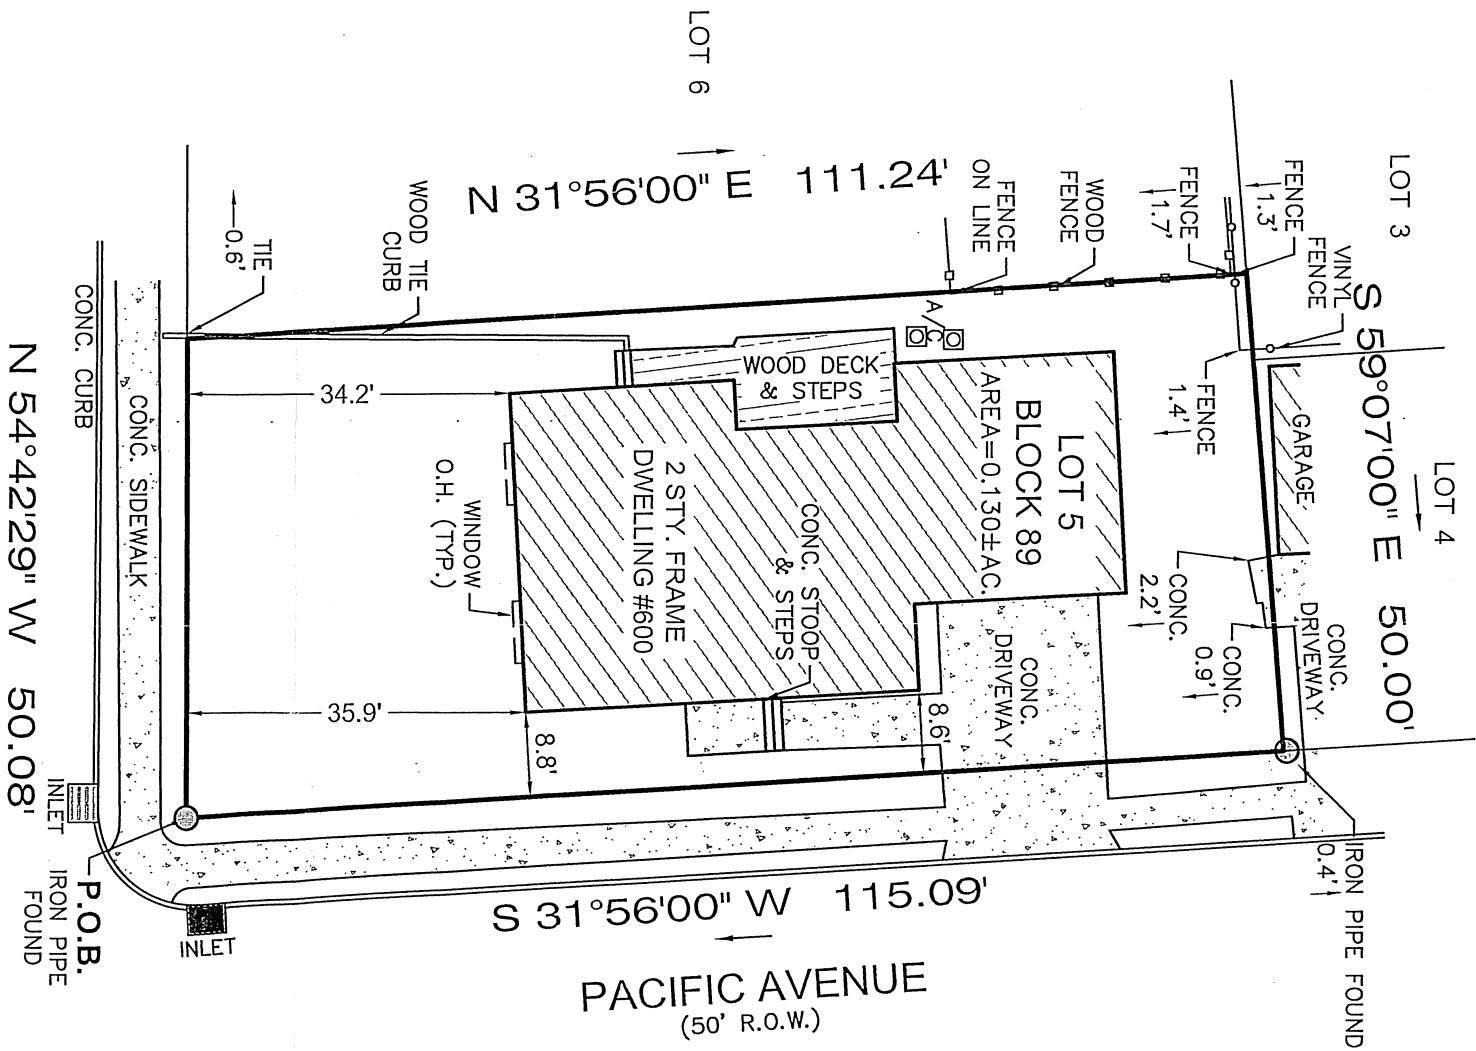 LOT 6
LOT 3
LOT 4
N 31°56'00" E 111.24'
S 59°07'00" E 50.00'
FENCE
1.3'
VINYL
FENCE
FENCE
1.7'
WOOD
FENCE
FENCE
ON LINE
WOOD TIE
CURB
TIE
0.6'
A/C
FENCE
1.4'
GARAGE
WOOD DECK
& STEPS
LOT 5
BLOCK 89
AREA=0.130±AC.
2 STY. FRAME
DWELLING #600
CONC. STOOP
& STEPS
WINDOW
O.H. (TYP.)
34.2'
35.9'
8.8'
8.6'
CONC.
DRIVEWAY
CONC.
2.2'
CONC.
0.9'
CONC.
DRIVEWAY
IRON PIPE FOUND
0.4'
CONC. CURB
CONC. SIDEWALK
N 54°42'29" W 50.08'
INLET
P.O.B.
IRON PIPE
FOUND
INLET
S 31°56'00" W 115.09'
PACIFIC AVENUE
(50' R.O.W.)